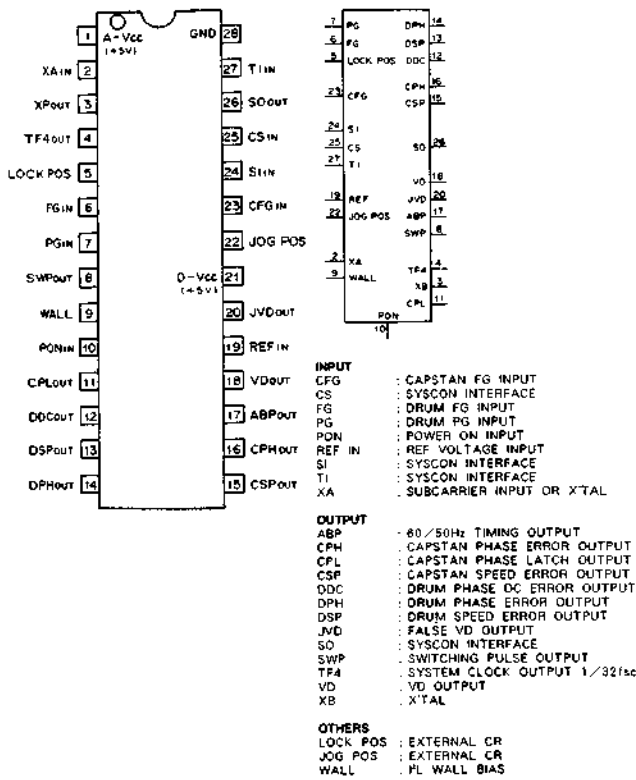 1 A-Vcc (+5V) GND 28
XAIN 2 27 TIIN
XPOUT 3 26 SOOUT
TF4OUT 4 25 CSIN
LOCK POS 5 24 SIIN
FGIN 6 23 CFGIN
PGIN 7 22 JOG POS
SWPOUT 8 D-Vcc (+5V) 21
WALL 9 20 JVDOUT
PONIN 10 19 REFIN
CPLOUT 11 18 VDOUT
DDCOUT 12 17 ABPOUT
DSPOUT 13 16 CPHOUT
DPHOUT 14 15 CSPOUT
7 PG DPH 14
6 FG DSP 13
5 LOCK POS DDC 12
CPH 16
23 CFG CSP 15
24 SI
25 CS SO 26
27 TI
VD 18
19 REF JVD 20
22 JOG POS ABP 17
SWP 8
2 XA TF4 4
9 WALL XB 3
CPL 11
PON
10
INPUT
CFG : CAPSTAN FG INPUT
CS : SYSCON INTERFACE
FG : DRUM FG INPUT
PG : DRUM PG INPUT
PON : POWER ON INPUT
REF IN : REF VOLTAGE INPUT
SI : SYSCON INTERFACE
TI : SYSCON INTERFACE
XA : SUBCARRIER INPUT OR X'TAL
OUTPUT
ABP : 60/50Hz TIMING OUTPUT
CPH : CAPSTAN PHASE ERROR OUTPUT
CPL : CAPSTAN PHASE LATCH OUTPUT
CSP : CAPSTAN SPEED ERROR OUTPUT
DDC : DRUM PHASE DC ERROR OUTPUT
DPH : DRUM PHASE ERROR OUTPUT
DSP : DRUM SPEED ERROR OUTPUT
JVD : FALSE VD OUTPUT
SO : SYSCON INTERFACE
SWP : SWITCHING PULSE OUTPUT
TF4 : SYSTEM CLOCK OUTPUT 1/32fsc
VD : VD OUTPUT
XB : X'TAL
OTHERS
LOCK POS : EXTERNAL CR
JOG POS : EXTERNAL CR
WALL : I²L WALL BIAS